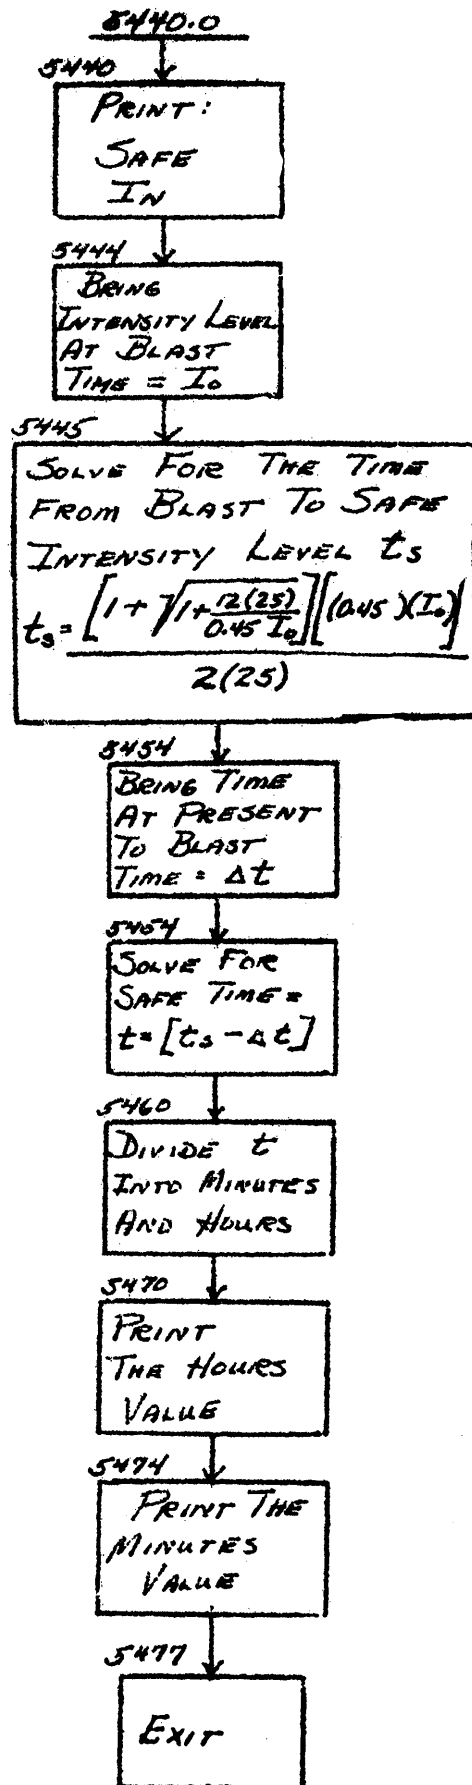 5440.0
5440
PRINT:
SAFE
IN
5444
BRING
INTENSITY LEVEL
AT BLAST
TIME = I₀
5445
SOLVE FOR THE TIME
FROM BLAST TO SAFE
INTENSITY LEVEL ts
ts = [1 + √1 + 12(25) / 0.45 I₀][(0.45)(I₀)]
2(25)
5454
BRING TIME
AT PRESENT
TO BLAST
TIME = Δt
5454
SOLVE FOR
SAFE TIME =
t = [ts - Δt]
5460
DIVIDE t
INTO MINUTES
AND HOURS
5470
PRINT
THE HOURS
VALUE
5474
PRINT THE
MINUTES
VALUE
5477
EXIT